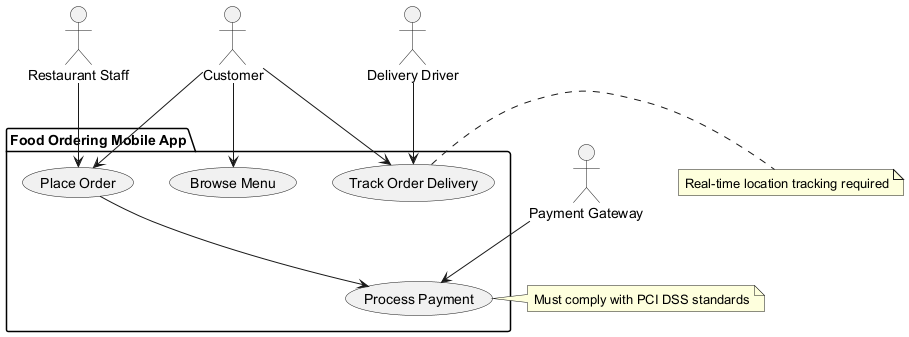 Restaurant Staff
Customer
Delivery Driver
Food Ordering Mobile App
Place Order
Browse Menu
Track Order Delivery
Real-time location tracking required
Payment Gateway
Process Payment
Must comply with PCI DSS standards